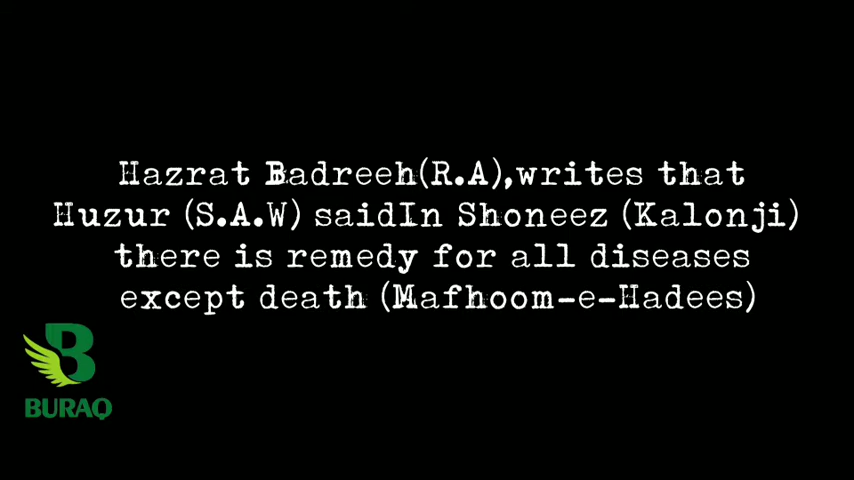 Hazrat Badreeh(R.A),writes that
Huzur (S.A.W) saidIn Shoneez (Kalonji)
there is remedy for all diseases
except death (Mafhoom-e-Hadees)
B
BURAQ